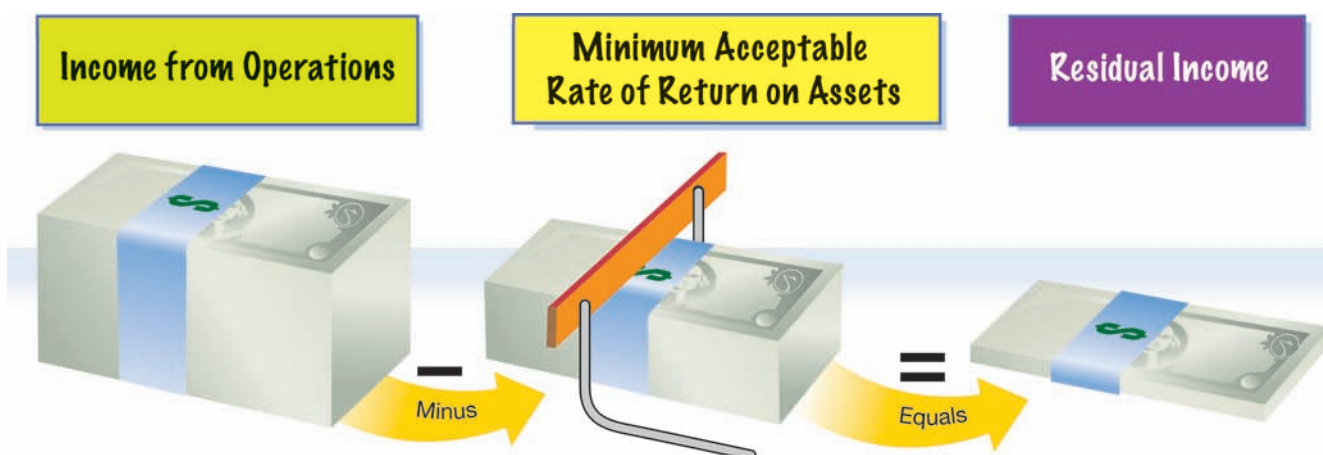 Income from Operations
Minimum Acceptable
Rate of Return on Assets
Residual Income
$
$
$
–
Minus
=
Equals